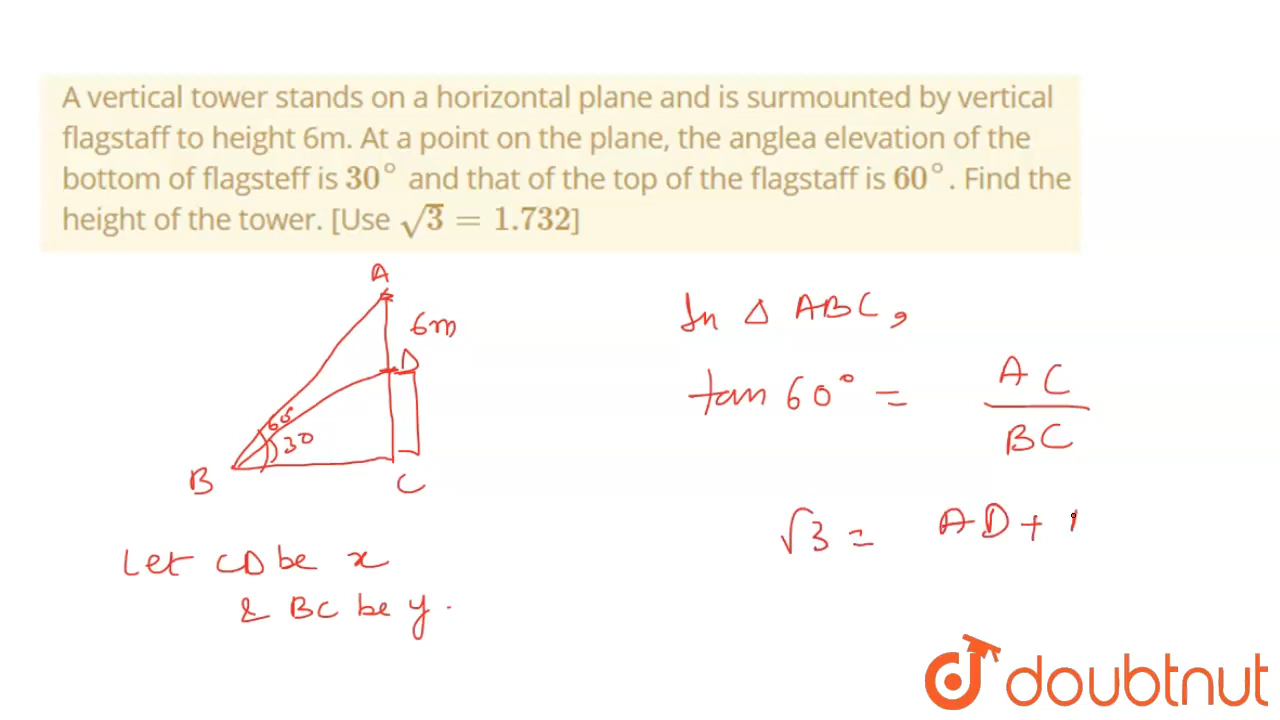 A vertical tower stands on a horizontal plane and is surmounted by vertical
flagstaff to height 6m. At a point on the plane, the anglea elevation of the
bottom of flagsteff is 30° and that of the top of the flagstaff is 60°. Find the
height of the tower. [Use √3 = 1.732]
A
6m
D
60
30
B
C
Let CD be x
& BC be y.
In Δ ABC,
tan 60° = AC
BC
√3 = AD +
doubtnut